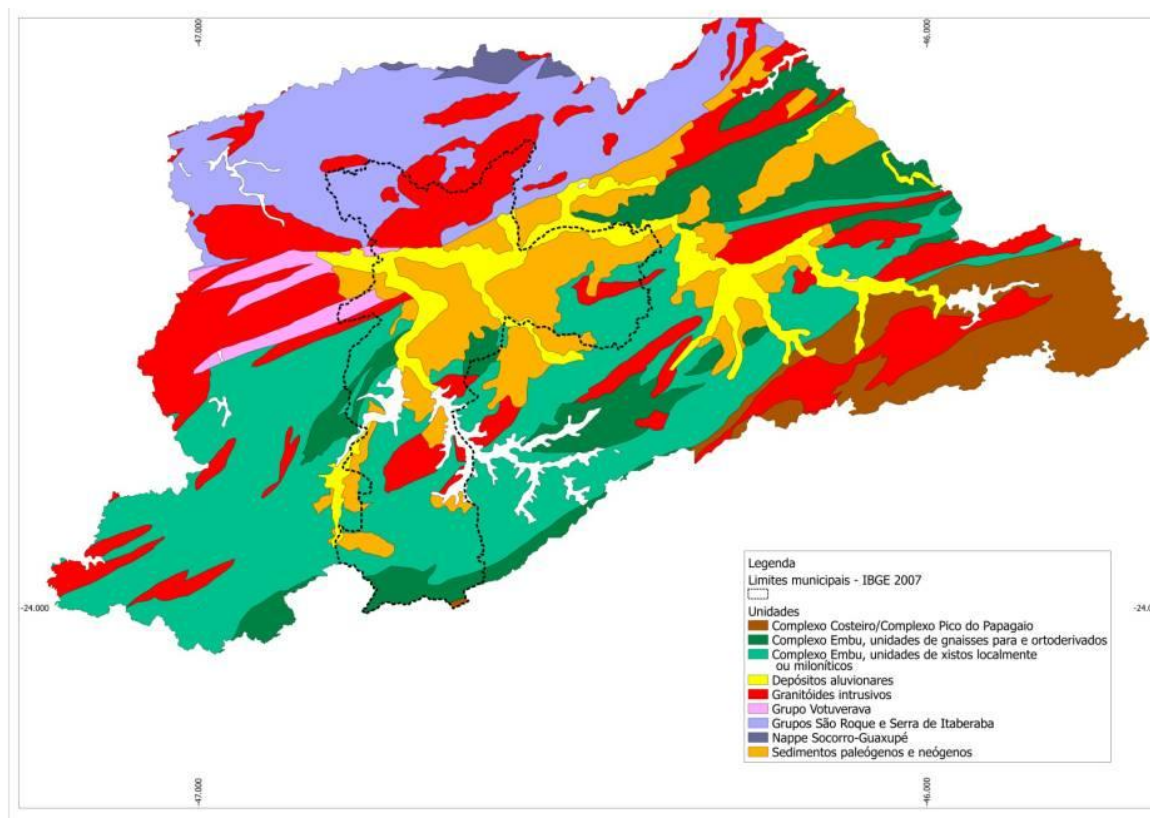 -47.000
-46.000
Legenda
Limites municipais - IBGE 2007
-24.000
-24.0
Unidades
Complexo Costeiro/Complexo Pico do Papagaio
Complexo Embu, unidades de gnaisses para e ortoderivados
Complexo Embu, unidades de xistos localmente
ou miloníticos
Depósitos aluvionares
Granitóides intrusivos
Grupo Votuverava
Grupos São Roque e Serra de Itaberaba
Nappe Socorro-Guaxupé
Sedimentos paleógenos e neógenos
-47.000
-46.000